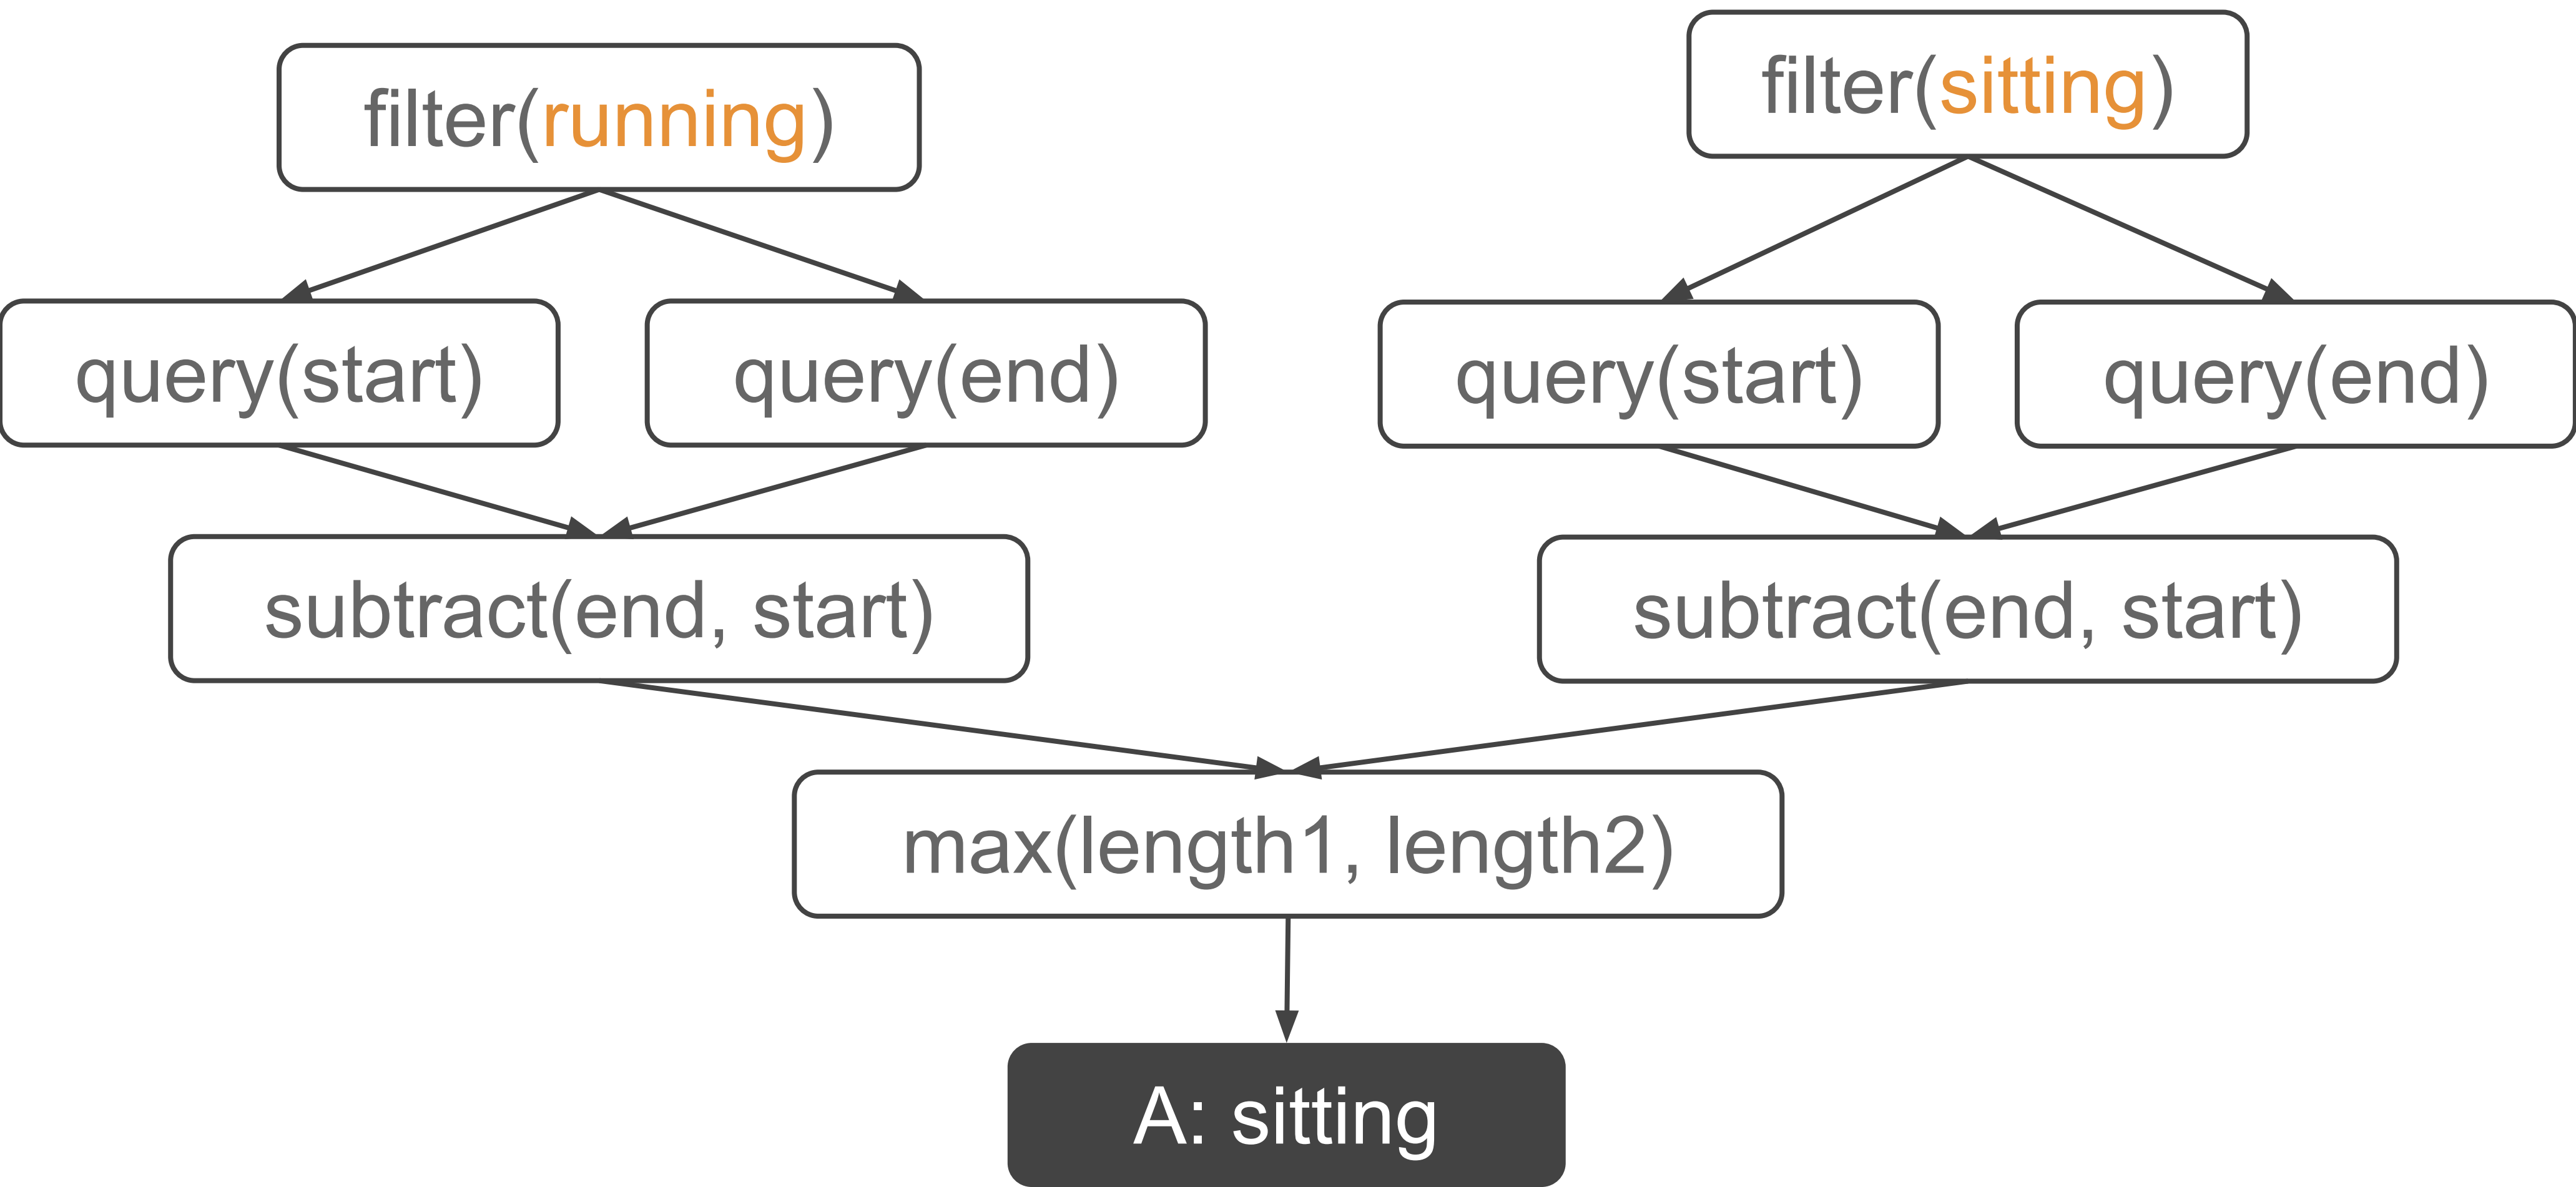 filter(running)
filter(sitting)
query(start)
query(end)
query(start)
query(end)
subtract(end, start)
subtract(end, start)
max(length1, length2)
A: sitting